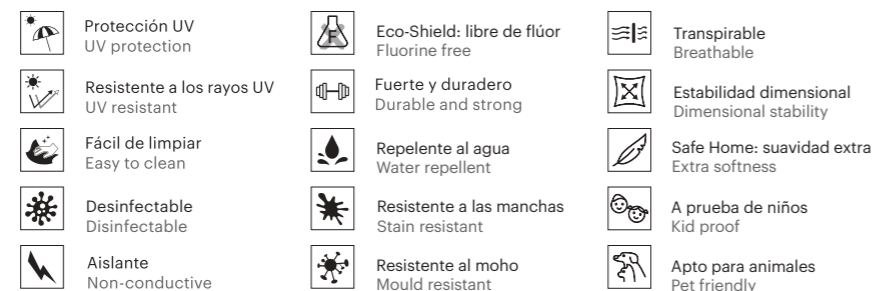 Protección UV
UV protection
Resistente a los rayos UV
UV resistant
Fácil de limpiar
Easy to clean
Desinfectable
Disinfectable
Aislante
Non-conductive
F
Eco-Shield: libre de flúor
Fluorine free
Fuerte y duradero
Durable and strong
Repelente al agua
Water repellent
Resistente a las manchas
Stain resistant
Resistente al moho
Mould resistant
Transpirable
Breathable
Estabilidad dimensional
Dimensional stability
Safe Home: suavidad extra
Extra softness
A prueba de niños
Kid proof
Apto para animales
Pet friendly